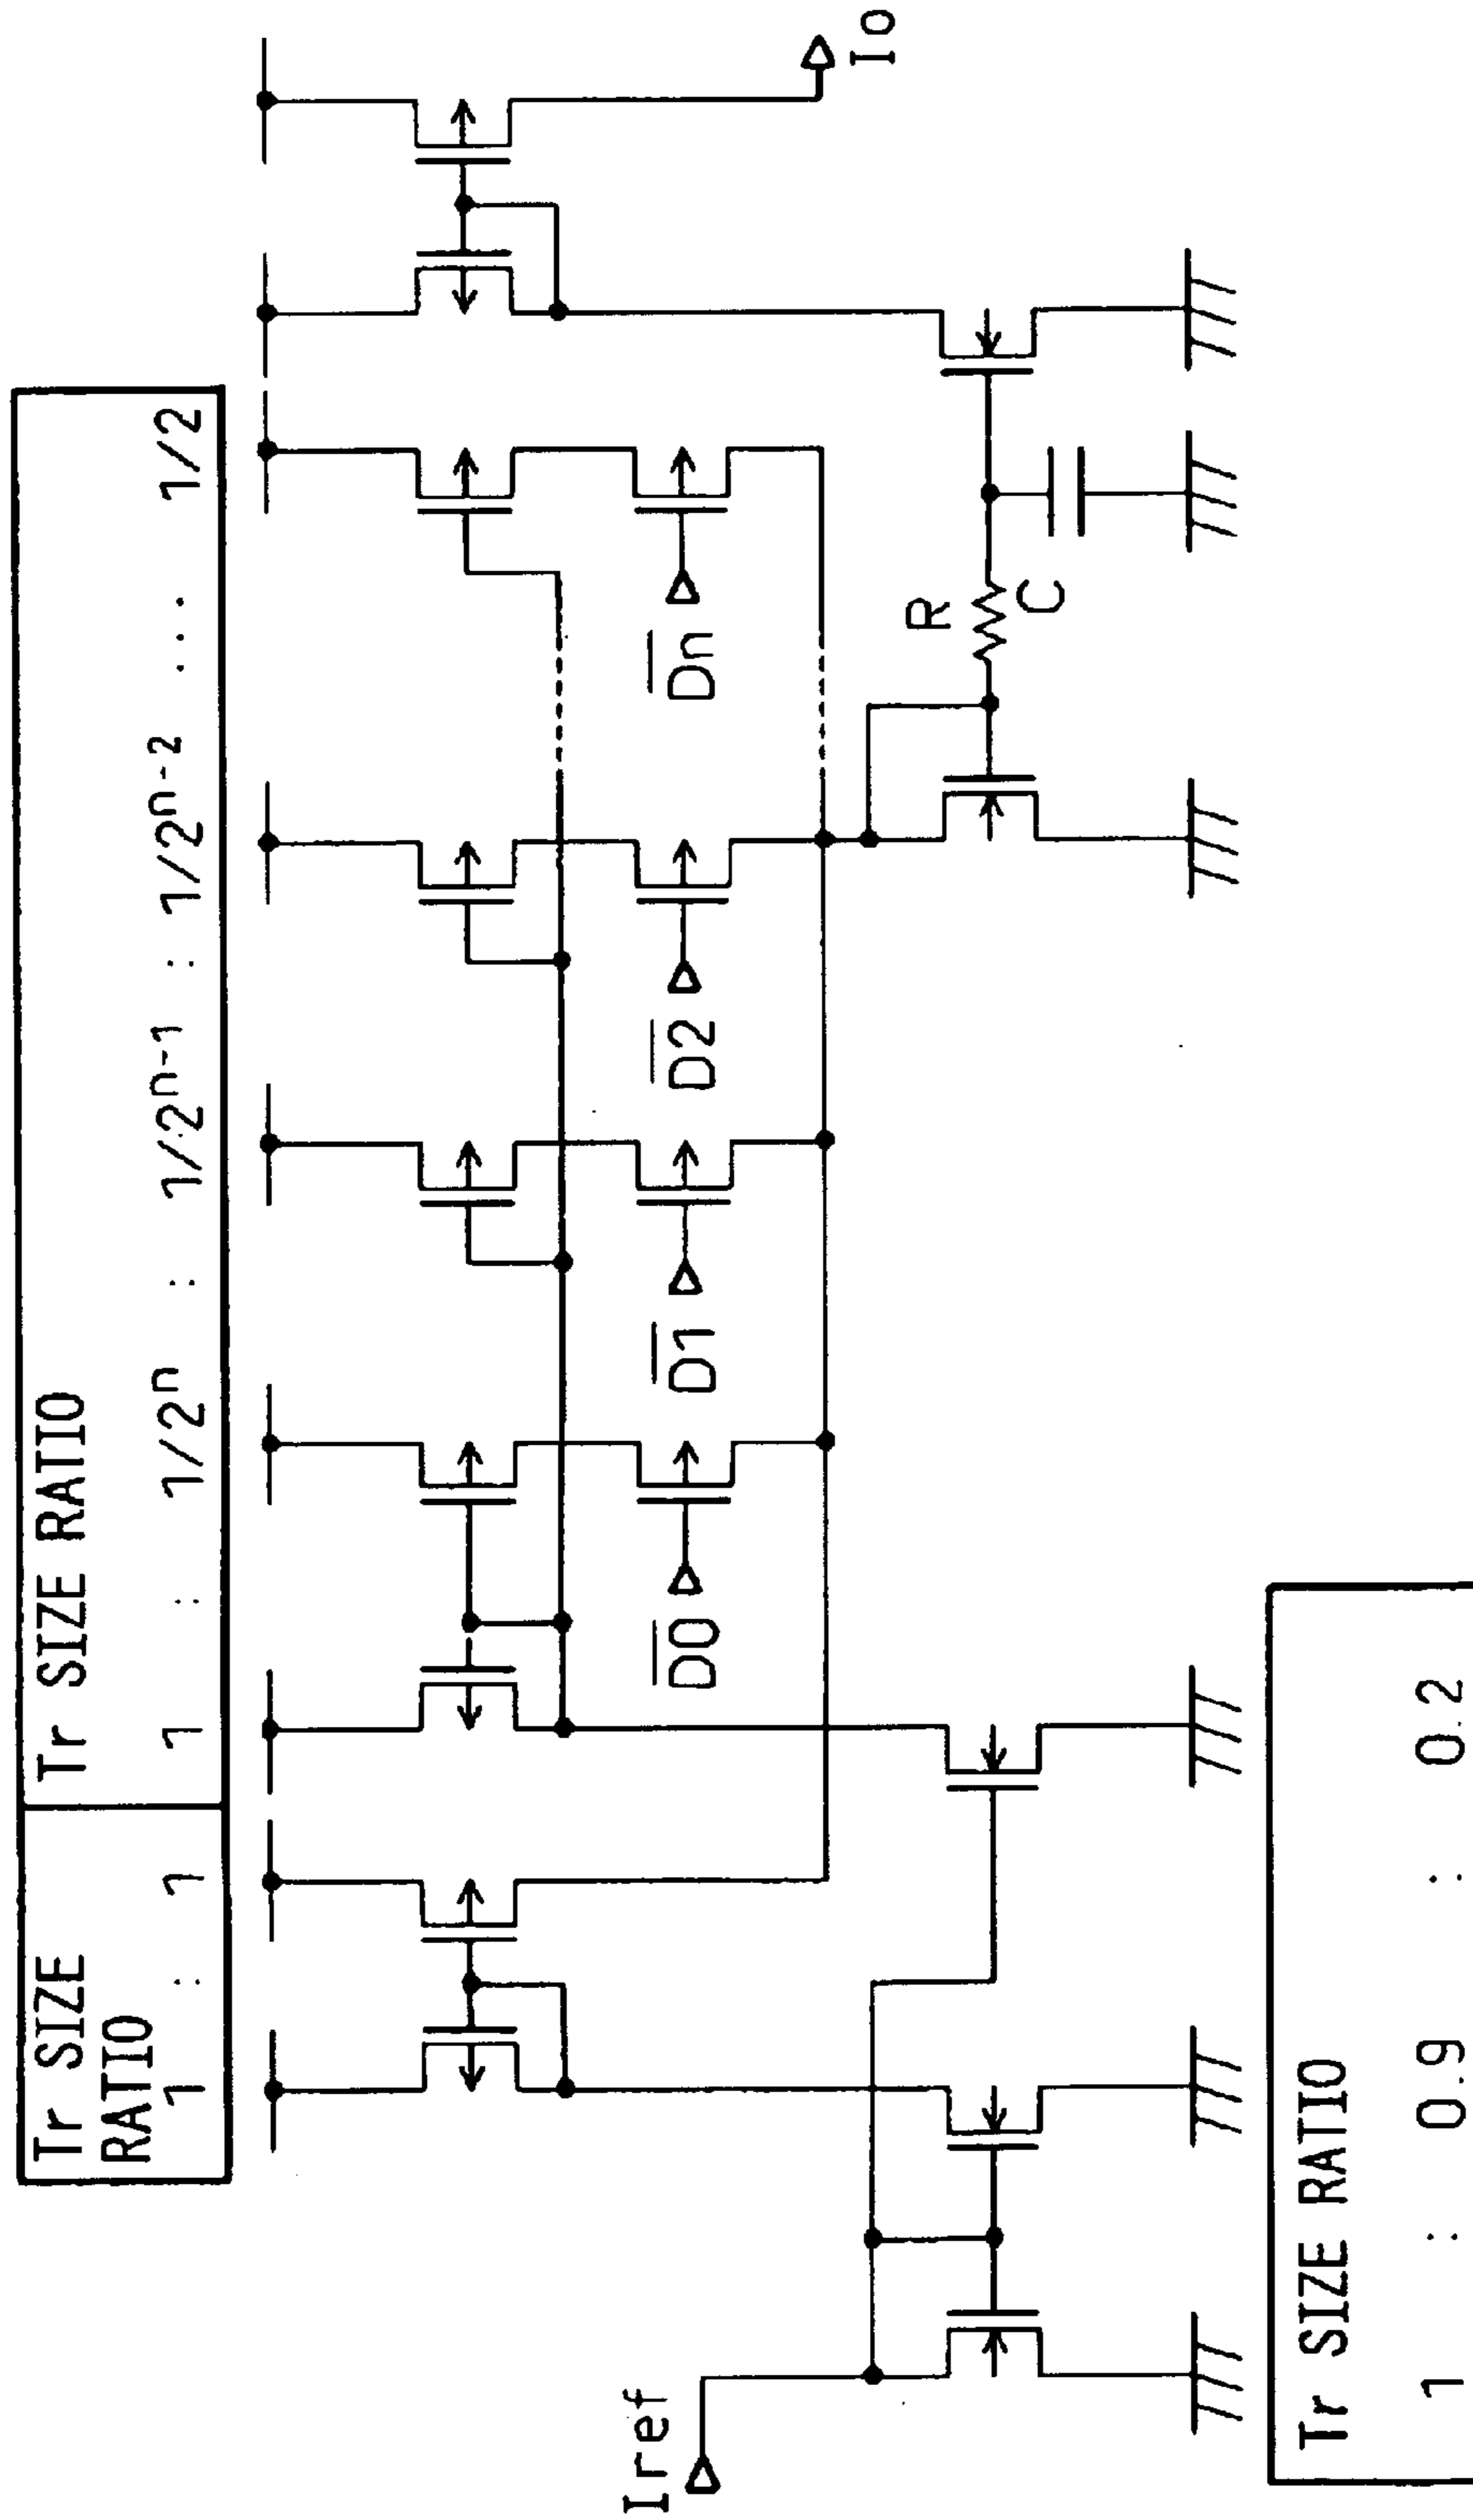 Tr SIZE
RATIO
1 : 1
Tr SIZE RATIO
1 : 1/2ⁿ : 1/2ⁿ⁻¹ : 1/2ⁿ⁻² ... 1/2
Iref
D̅0̅
D̅1̅
D̅2̅
D̅n̅
R
C
Io
Tr SIZE RATIO
1 : 0.9 : 0.2